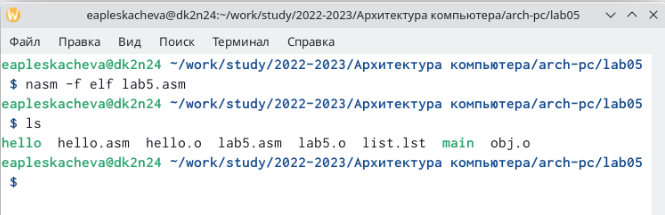 eapleskacheva@dk2n24:~/work/study/2022-2023/Архитектура компьютера/arch-pc/lab05
Файл Правка Вид Поиск Терминал Справка
eapleskacheva@dk2n24 ~/work/study/2022-2023/Архитектура компьютера/arch-pc/lab05
$ nasm -f elf lab5.asm
eapleskacheva@dk2n24 ~/work/study/2022-2023/Архитектура компьютера/arch-pc/lab05
$ ls
hello hello.asm hello.o lab5.asm lab5.o list.lst main obj.o
eapleskacheva@dk2n24 ~/work/study/2022-2023/Архитектура компьютера/arch-pc/lab05
$